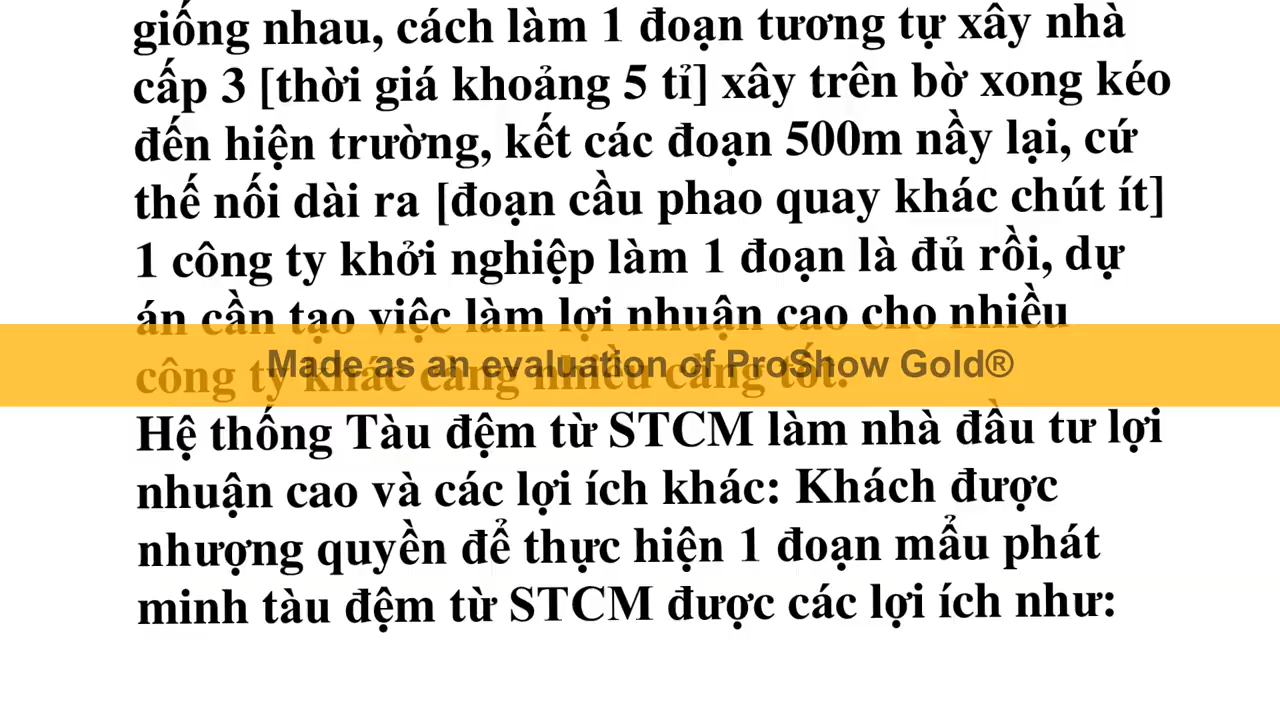 giống nhau, cách làm 1 đoạn tương tự xây nhà
cấp 3 [thời giá khoảng 5 tỉ] xây trên bờ xong kéo
đến hiện trường, kết các đoạn 500m nầy lại, cứ
thế nối dài ra [đoạn cầu phao quay khác chút ít]
1 công ty khởi nghiệp làm 1 đoạn là đủ rồi, dự
án cần tạo việc làm lợi nhuận cao cho nhiều
công ty khác càng nhiều càng tốt.
Made as an evaluation of ProShow Gold®
Hệ thống Tàu đệm từ STCM làm nhà đầu tư lợi
nhuận cao và các lợi ích khác: Khách được
nhượng quyền để thực hiện 1 đoạn mẩu phát
minh tàu đệm từ STCM được các lợi ích như: